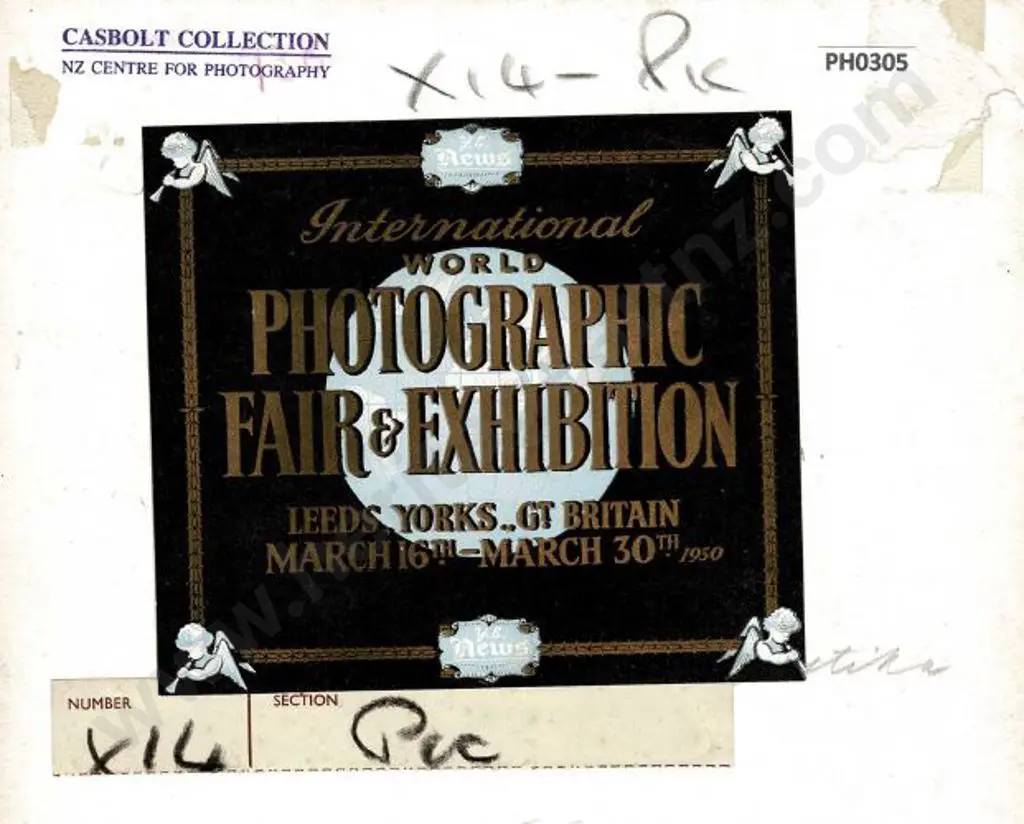 CASBOLT COLLECTION
NZ CENTRE FOR PHOTOGRAPHY
X14 - Pic
PH0305
Y.E. News
International
WORLD
PHOTOGRAPHIC
FAIR & EXHIBITION
LEEDS., YORKS., GT BRITAIN
MARCH 16TH - MARCH 30TH 1950
Y.E. News
NUMBER
SECTION
X14
Pic